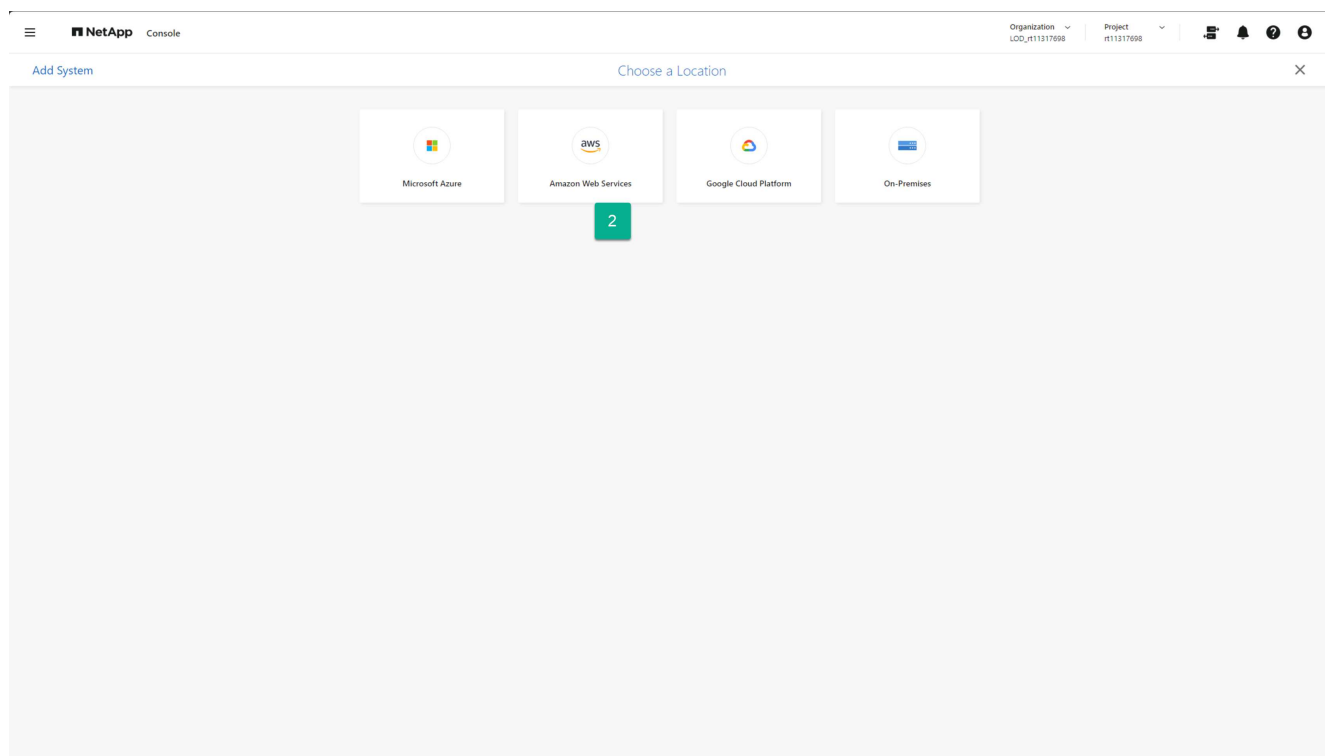 NetApp Console
Organization
LOD_rt11317698
Project
rt11317698
Add System
Choose a Location
Microsoft Azure
aws
Amazon Web Services
Google Cloud Platform
On-Premises
2